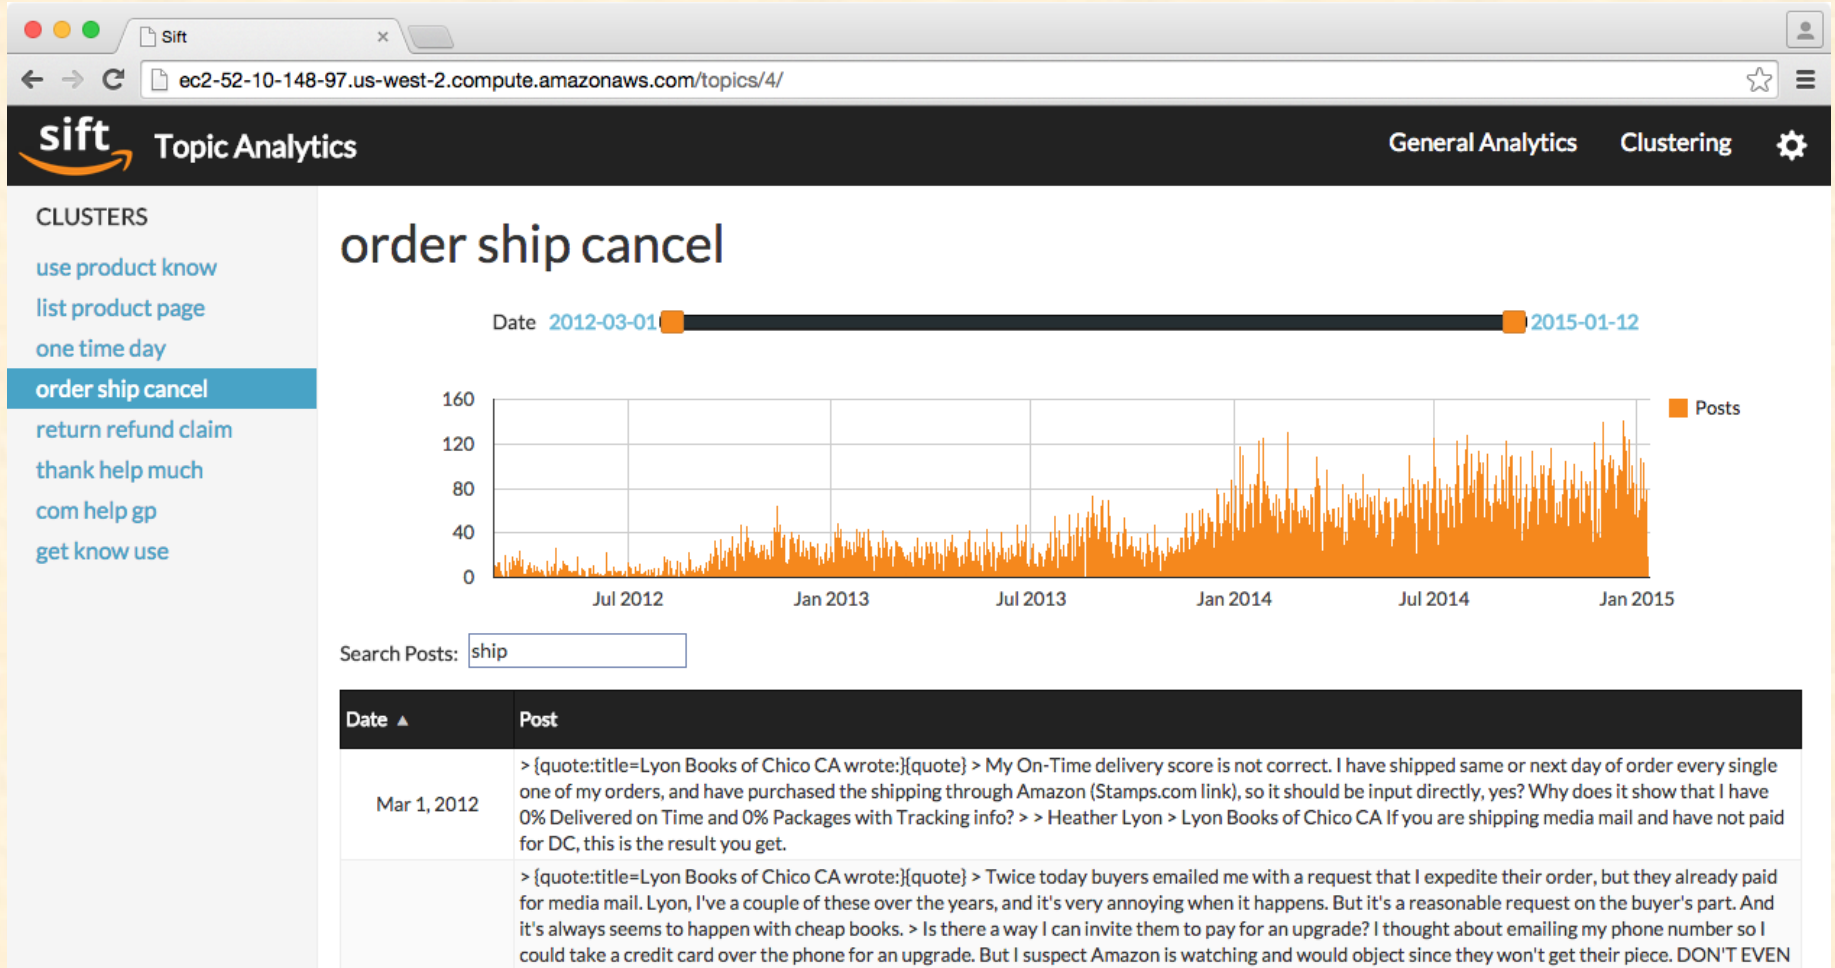 Sift
ec2-52-10-148-97.us-west-2.compute.amazonaws.com/topics/4/
sift Topic Analytics General Analytics Clustering
CLUSTERS
use product know
list product page
one time day
order ship cancel
return refund claim
thank help much
com help gp
get know use
order ship cancel
Date 2012-03-01 2015-01-12
160
120
80
40
0
Jul 2012 Jan 2013 Jul 2013 Jan 2014 Jul 2014 Jan 2015
Posts
Search Posts: ship
Date ▲ Post
Mar 1, 2012
> {quote:title=Lyon Books of Chico CA wrote:}{quote} > My On-Time delivery score is not correct. I have shipped same or next day of order every single
one of my orders, and have purchased the shipping through Amazon (Stamps.com link), so it should be input directly, yes? Why does it show that I have
0% Delivered on Time and 0% Packages with Tracking info? > > Heather Lyon > Lyon Books of Chico CA If you are shipping media mail and have not paid
for DC, this is the result you get.
> {quote:title=Lyon Books of Chico CA wrote:}{quote} > Twice today buyers emailed me with a request that I expedite their order, but they already paid
for media mail. Lyon, I've a couple of these over the years, and it's very annoying when it happens. But it's a reasonable request on the buyer's part. And
it's always seems to happen with cheap books. > Is there a way I can invite them to pay for an upgrade? I thought about emailing my phone number so I
could take a credit card over the phone for an upgrade. But I suspect Amazon is watching and would object since they won't get their piece. DON'T EVEN